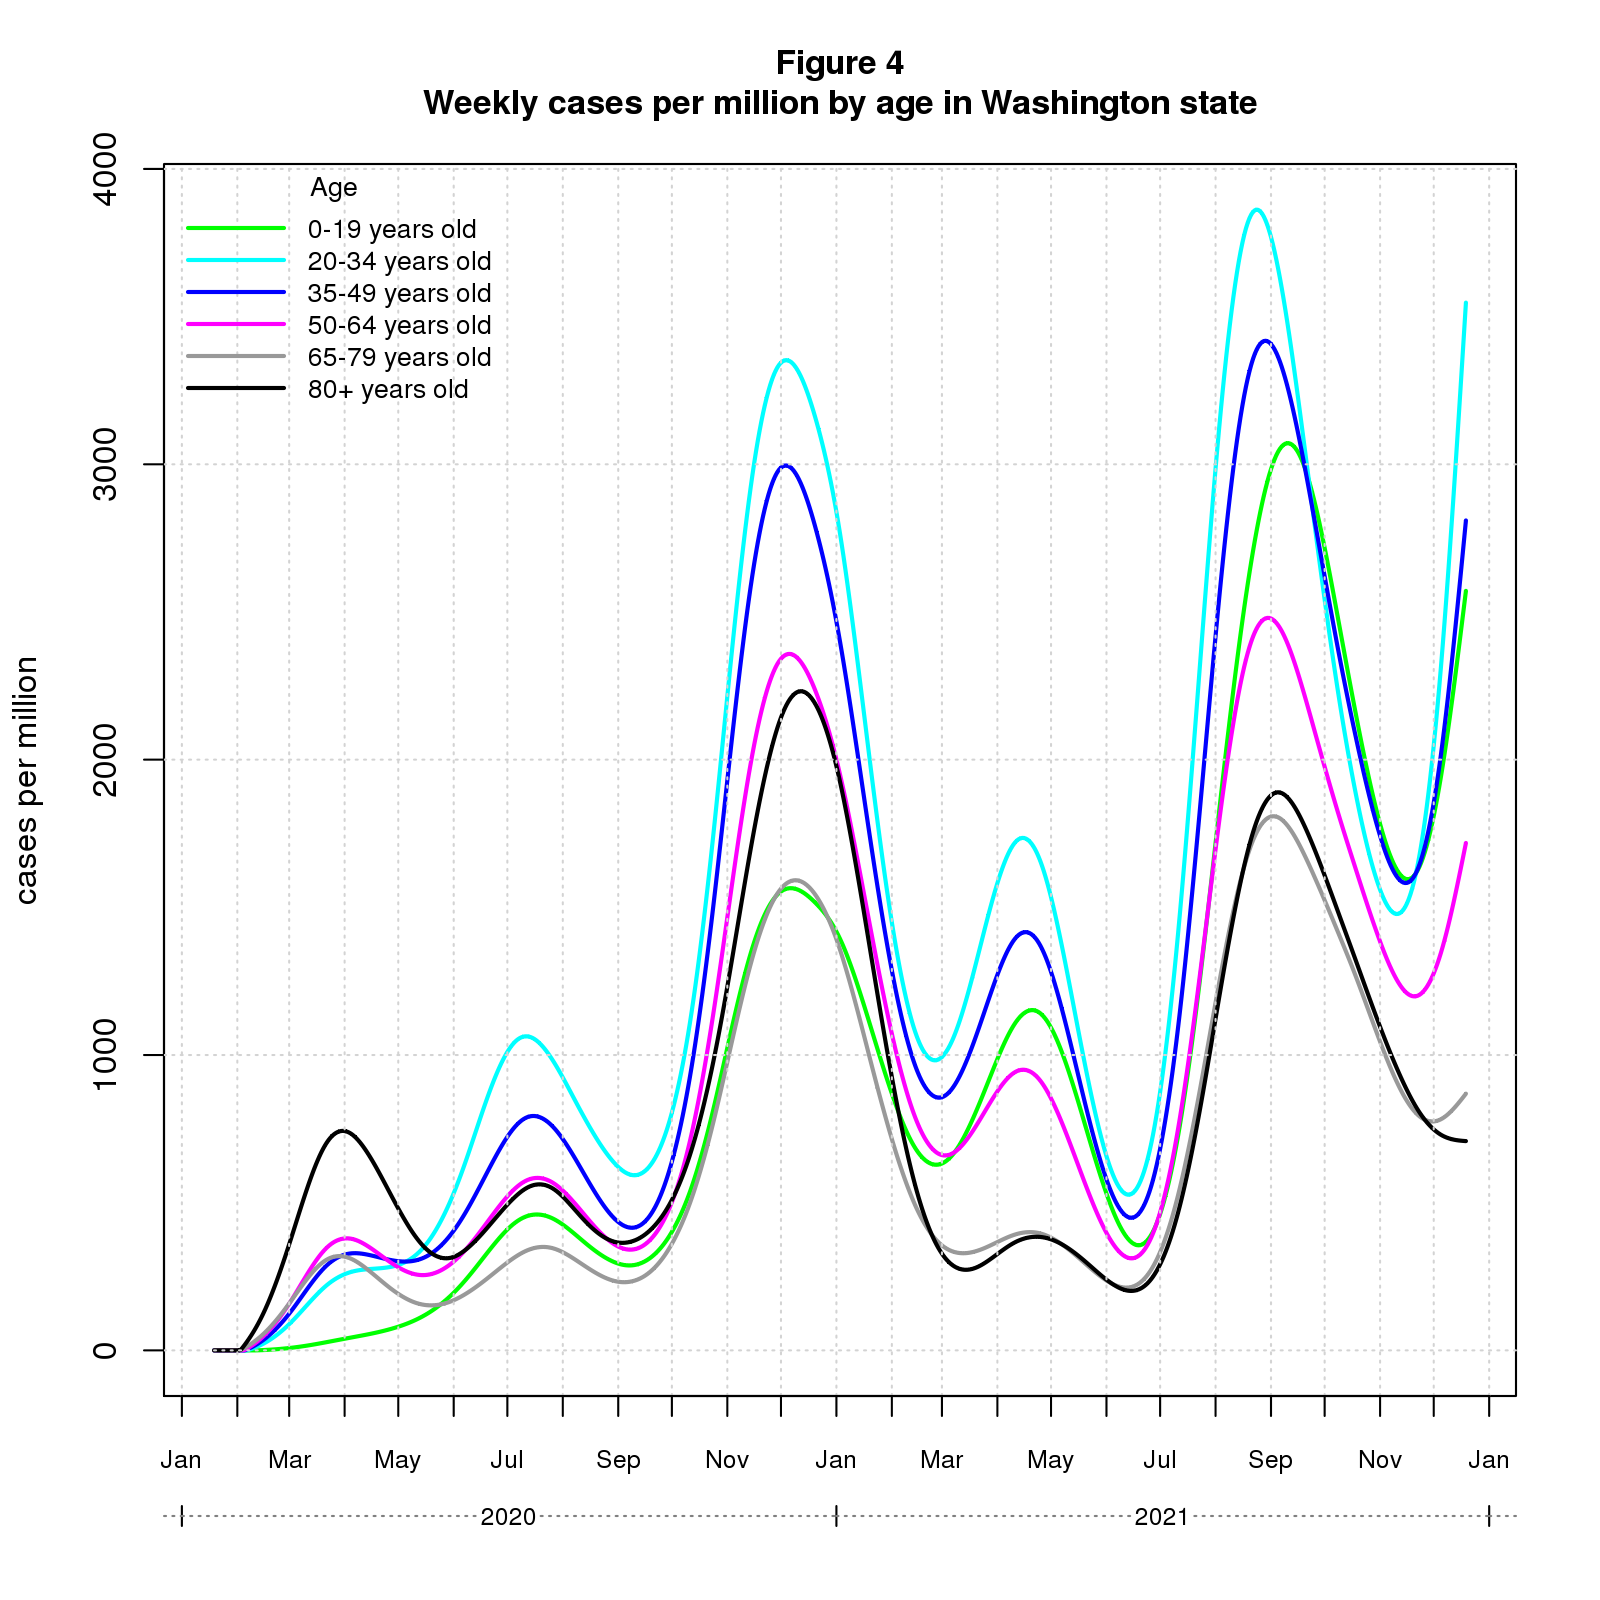 Figure 4
Weekly cases per million by age in Washington state
Age
0-19 years old
20-34 years old
35-49 years old
50-64 years old
65-79 years old
80+ years old
cases per million
4000
3000
2000
1000
0
Jan Mar May Jul Sep Nov Jan Mar May Jul Sep Nov Jan
2020 2021